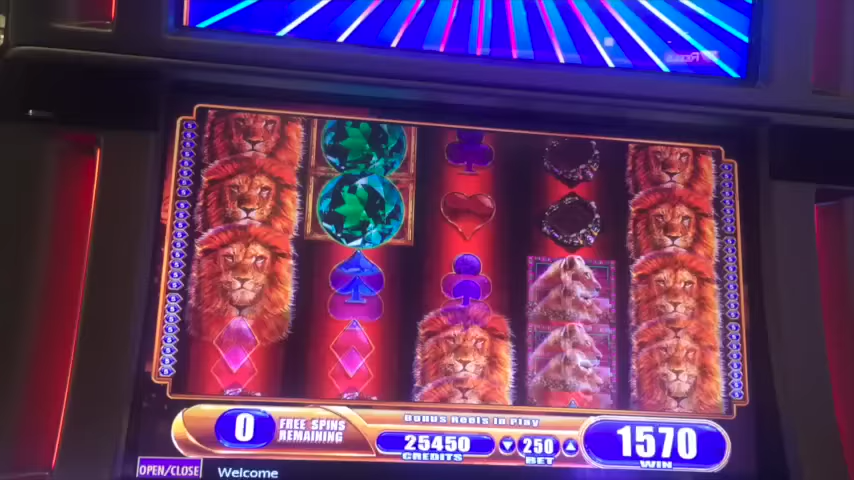 0
FREE SPINS
REMAINING
BONUS REELS IN PLAY
25450
CREDITS
250
BET
1570
WIN
OPEN/CLOSE
Welcome